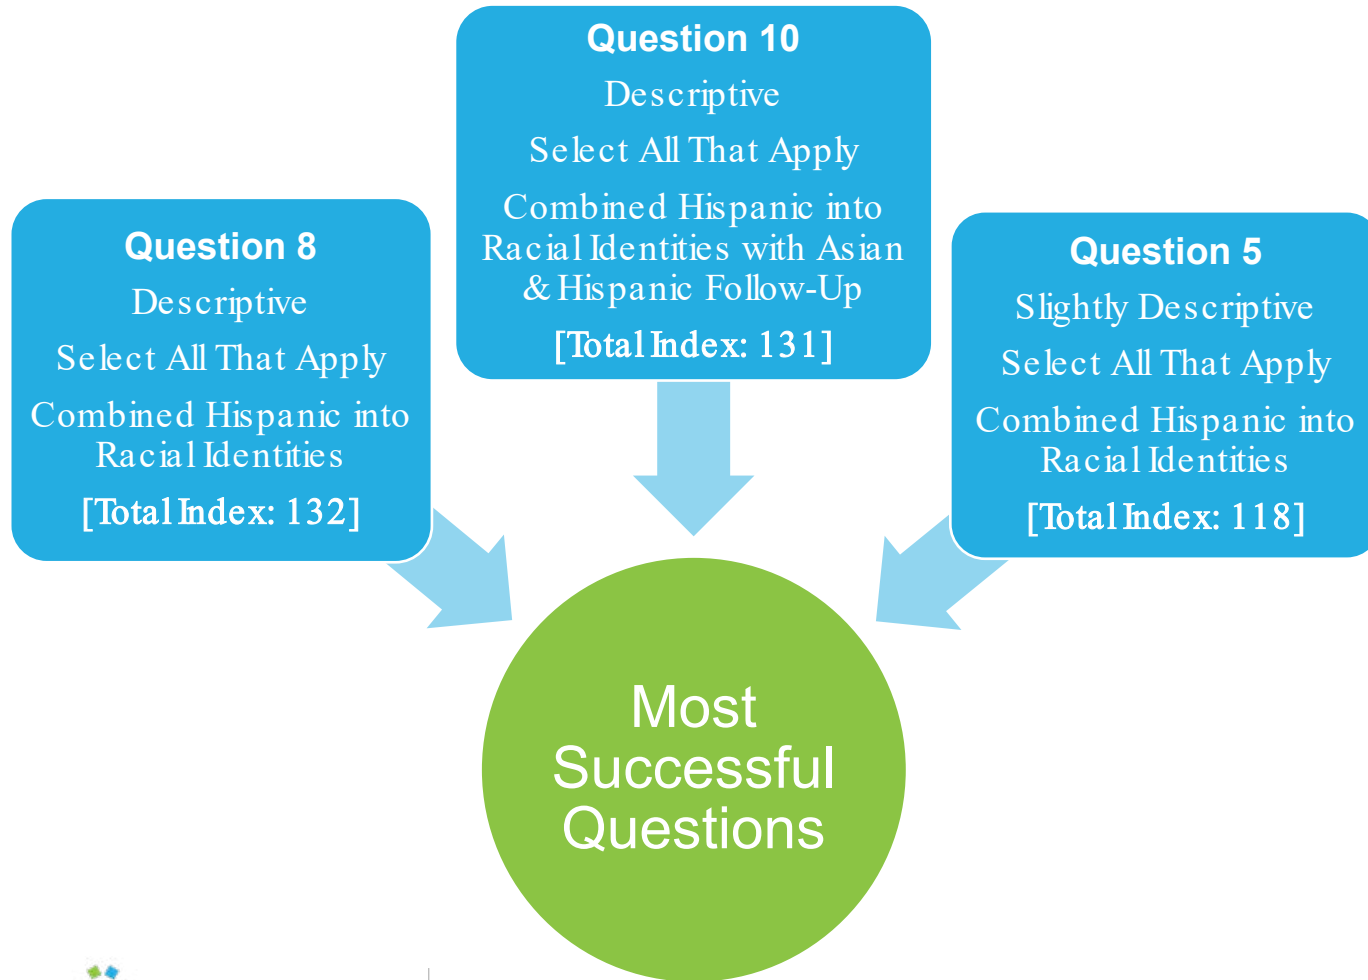 Question 10
Descriptive
Select All That Apply
Combined Hispanic into
Racial Identities with Asian
& Hispanic Follow-Up
[Total Index: 131]
Question 8
Descriptive
Select All That Apply
Combined Hispanic into
Racial Identities
[Total Index: 132]
Question 5
Slightly Descriptive
Select All That Apply
Combined Hispanic into
Racial Identities
[Total Index: 118]
Most
Successful
Questions